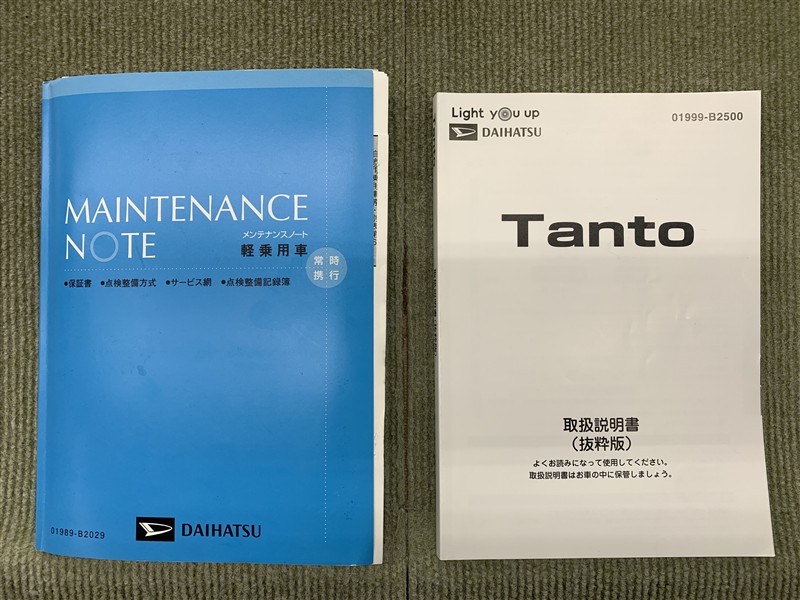 MAINTENANCE
NOTE
メンテナンスノート
軽乗用車
常時
携行
●保証書 ●点検整備方式 ●サービス網 ●点検整備記録簿
01989-B2029
DAIHATSU
Light you up
DAIHATSU
01999-B2500
Tanto
取扱説明書
(抜粋版)
よくお読みになって使用してください。
取扱説明書はお車の中に保管しましょう。